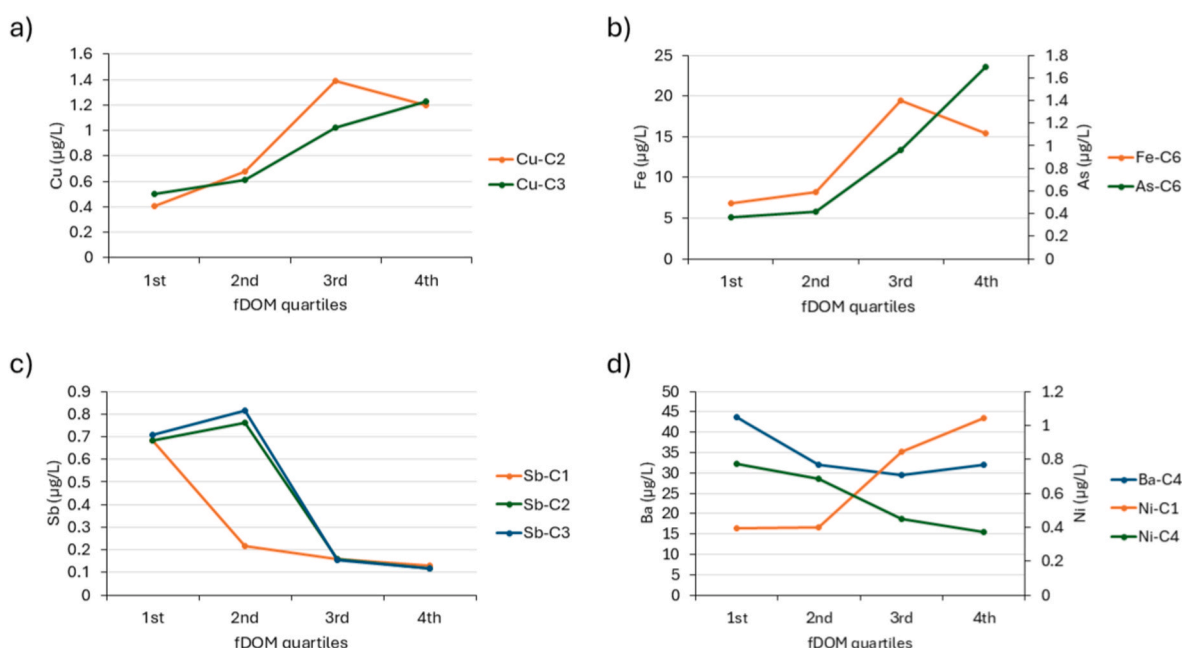 a)
1.6
1.4
1.2
1
0.8
0.6
0.4
0.2
0
Cu (µg/L)
1st 2nd 3rd 4th
fDOM quartiles
Cu-C2
Cu-C3
b)
25
20
15
10
5
0
Fe (µg/L)
1.8
1.6
1.4
1.2
1
0.8
0.6
0.4
0.2
0
As (µg/L)
1st 2nd 3rd 4th
fDOM quartiles
Fe-C6
As-C6
c)
0.9
0.8
0.7
0.6
0.5
0.4
0.3
0.2
0.1
0
Sb (µg/L)
1st 2nd 3rd 4th
fDOM quartiles
Sb-C1
Sb-C2
Sb-C3
d)
50
45
40
35
30
25
20
15
10
5
0
Ba (µg/L)
1.2
1
0.8
0.6
0.4
0.2
0
Ni (µg/L)
1st 2nd 3rd 4th
fDOM quartiles
Ba-C4
Ni-C1
Ni-C4